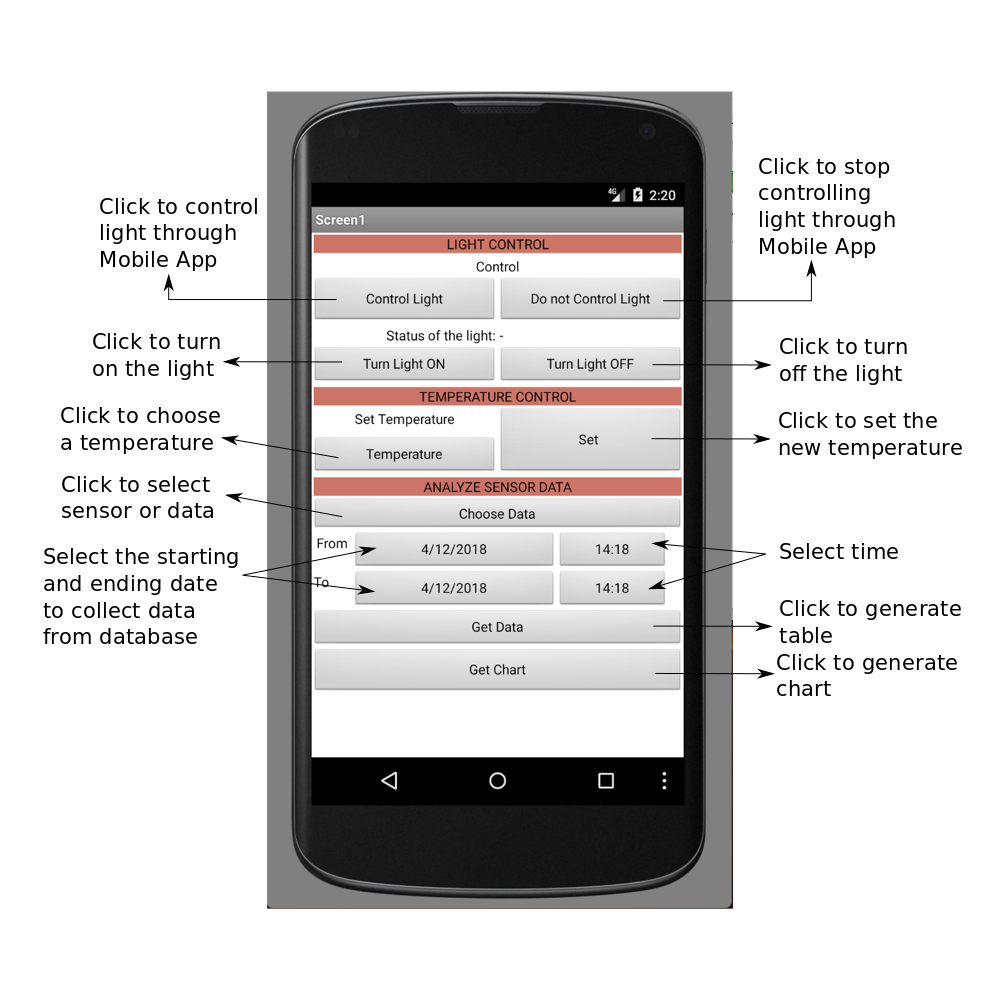 4G 2:20
Screen1
LIGHT CONTROL
Control
Control Light
Do not Control Light
Status of the light: -
Turn Light ON
Turn Light OFF
TEMPERATURE CONTROL
Set Temperature
Set
Temperature
ANALYZE SENSOR DATA
Choose Data
From
4/12/2018
14:18
To
4/12/2018
14:18
Get Data
Get Chart
Click to control
light through
Mobile App
Click to turn
on the light
Click to choose
a temperature
Click to select
sensor or data
Select the starting
and ending date
to collect data
from database
Click to stop
controlling
light through
Mobile App
Click to turn
off the light
Click to set the
new temperature
Select time
Click to generate
table
Click to generate
chart